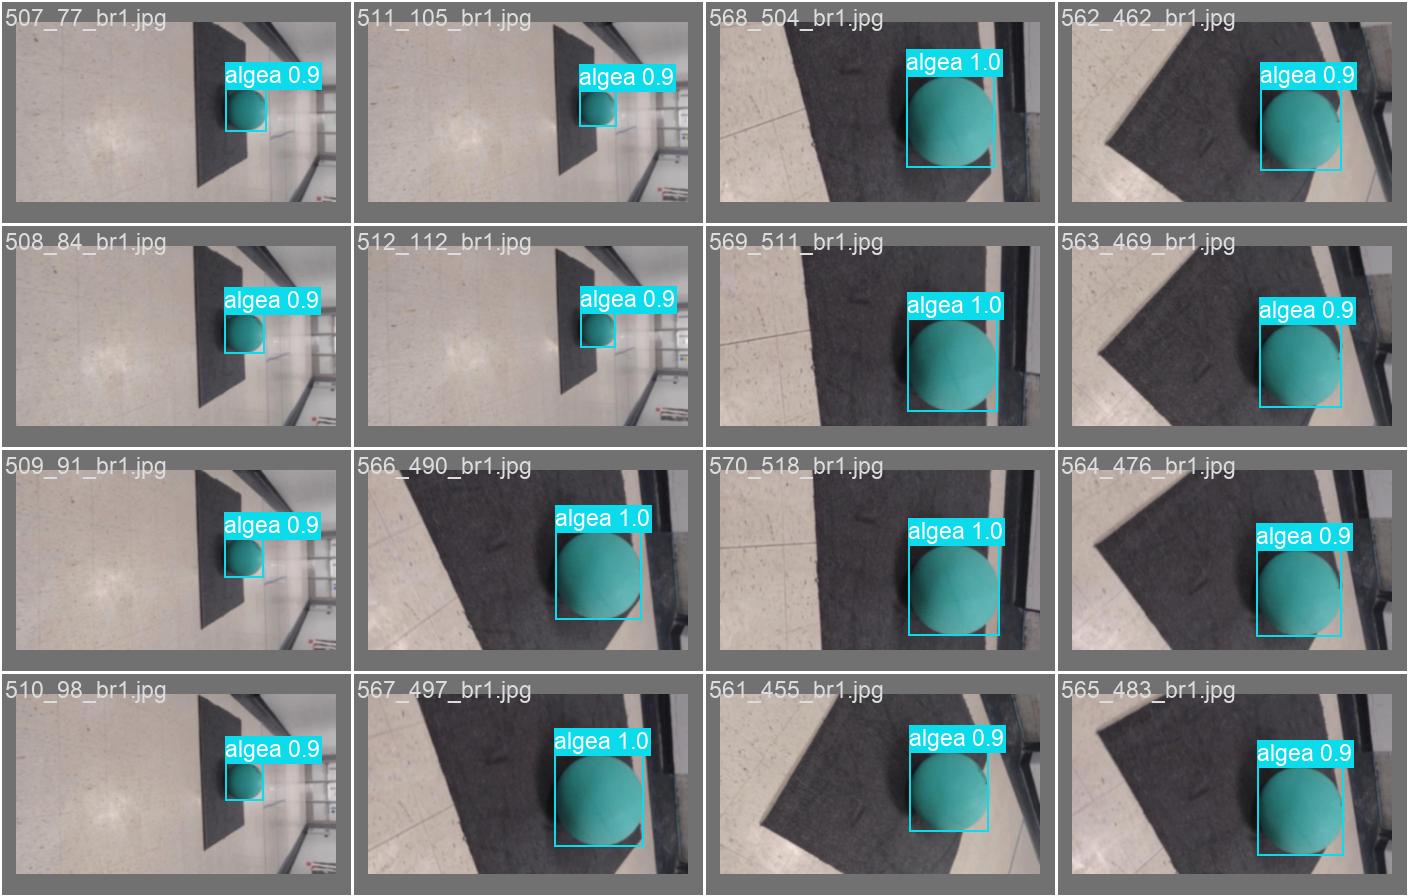 507_77_br1.jpg
algea 0.9
511_105_br1.jpg
algea 0.9
568_504_br1.jpg
algea 1.0
562_462_br1.jpg
algea 0.9
508_84_br1.jpg
algea 0.9
512_112_br1.jpg
algea 0.9
569_511_br1.jpg
algea 1.0
563_469_br1.jpg
algea 0.9
509_91_br1.jpg
algea 0.9
566_490_br1.jpg
algea 1.0
570_518_br1.jpg
algea 1.0
564_476_br1.jpg
algea 0.9
510_98_br1.jpg
algea 0.9
567_497_br1.jpg
algea 1.0
561_455_br1.jpg
algea 0.9
565_483_br1.jpg
algea 0.9